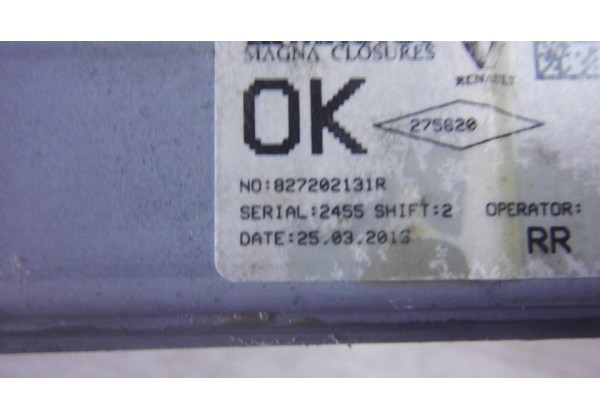 MAGNA CLOSURES
RENAULT
OK
275620
NO:827202131R
SERIAL:2455 SHIFT:2 OPERATOR:
DATE:25.03.2013 RR